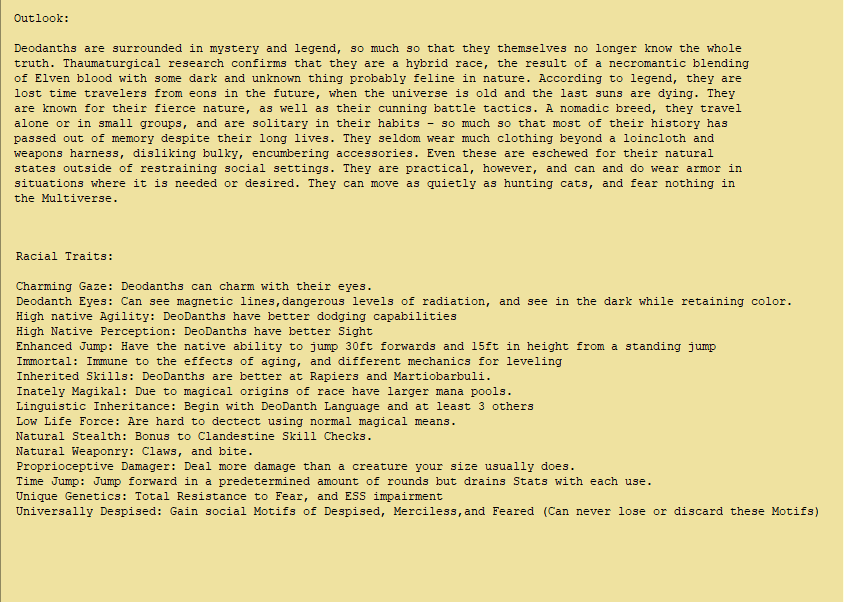 Outlook:
Deodanths are surrounded in mystery and legend, so much so that they themselves no longer know the whole
truth. Thaumaturgical research confirms that they are a hybrid race, the result of a necromantic blending
of Elven blood with some dark and unknown thing probably feline in nature. According to legend, they are
lost time travelers from eons in the future, when the universe is old and the last suns are dying. They
are known for their fierce nature, as well as their cunning battle tactics. A nomadic breed, they travel
alone or in small groups, and are solitary in their habits – so much so that most of their history has
passed out of memory despite their long lives. They seldom wear much clothing beyond a loincloth and
weapons harness, disliking bulky, encumbering accessories. Even these are eschewed for their natural
states outside of restraining social settings. They are practical, however, and can and do wear armor in
situations where it is needed or desired. They can move as quietly as hunting cats, and fear nothing in
the Multiverse.
Racial Traits:
Charming Gaze: Deodanths can charm with their eyes.
Deodanth Eyes: Can see magnetic lines,dangerous levels of radiation, and see in the dark while retaining color.
High native Agility: DeoDanths have better dodging capabilities
High Native Perception: DeoDanths have better Sight
Enhanced Jump: Have the native ability to jump 30ft forwards and 15ft in height from a standing jump
Immortal: Immune to the effects of aging, and different mechanics for leveling
Inherited Skills: DeoDanths are better at Rapiers and Martiobarbuli.
Inately Magikal: Due to magical origins of race have larger mana pools.
Linguistic Inheritance: Begin with DeoDanth Language and at least 3 others
Low Life Force: Are hard to dectect using normal magical means.
Natural Stealth: Bonus to Clandestine Skill Checks.
Natural Weaponry: Claws, and bite.
Proprioceptive Damager: Deal more damage than a creature your size usually does.
Time Jump: Jump forward in a predetermined amount of rounds but drains Stats with each use.
Unique Genetics: Total Resistance to Fear, and ESS impairment
Universally Despised: Gain social Motifs of Despised, Merciless,and Feared (Can never lose or discard these Motifs)